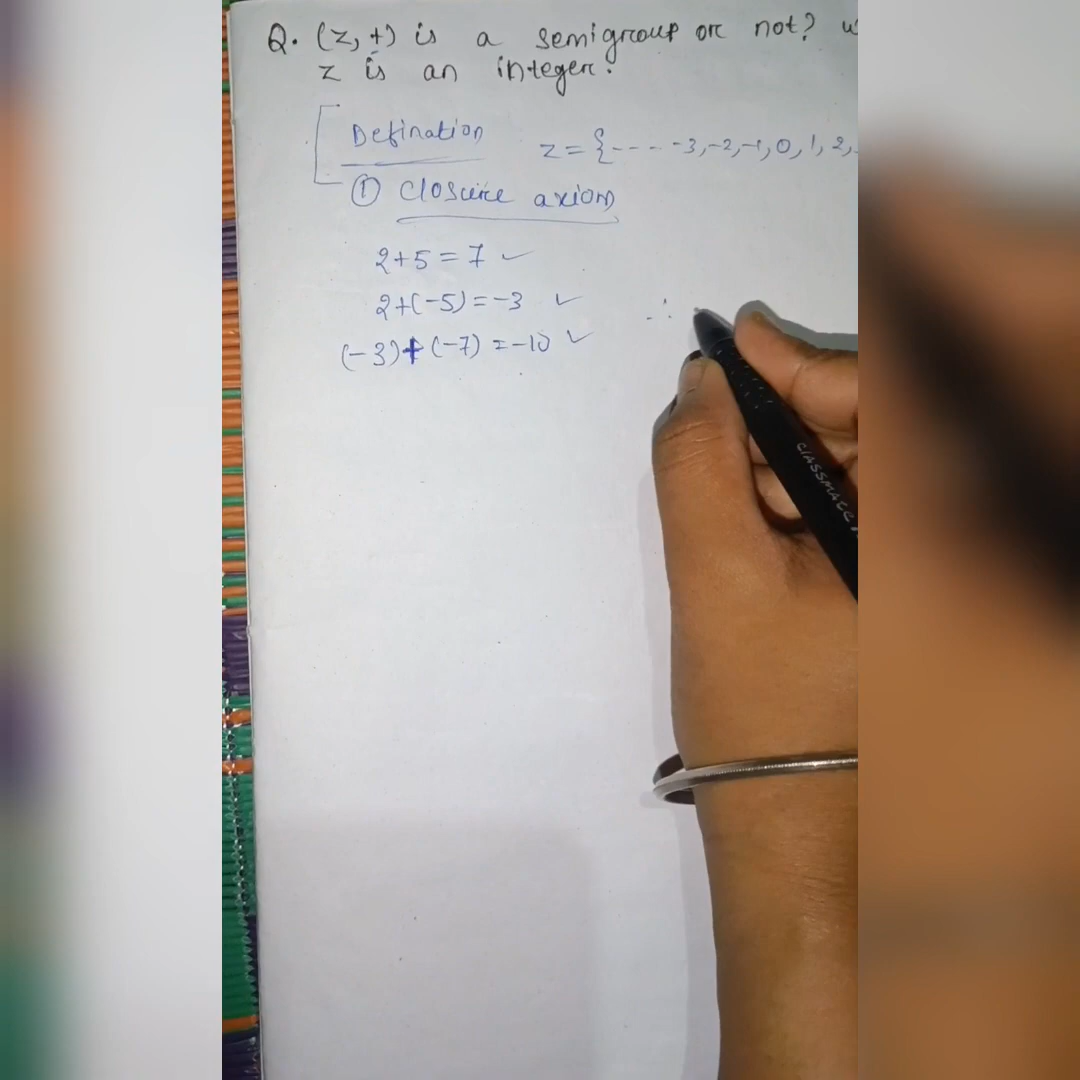 Q. (Z, +) is a semigroup or not? w
Z is an integer.
Defination
Z = {---- -3, -2, -1, 0, 1, 2,
① Closure axiom
2+5 = 7 ✓
2+(-5) = -3 ✓
∴
(-3)+(-7) = -10 ✓
CLASSMATE